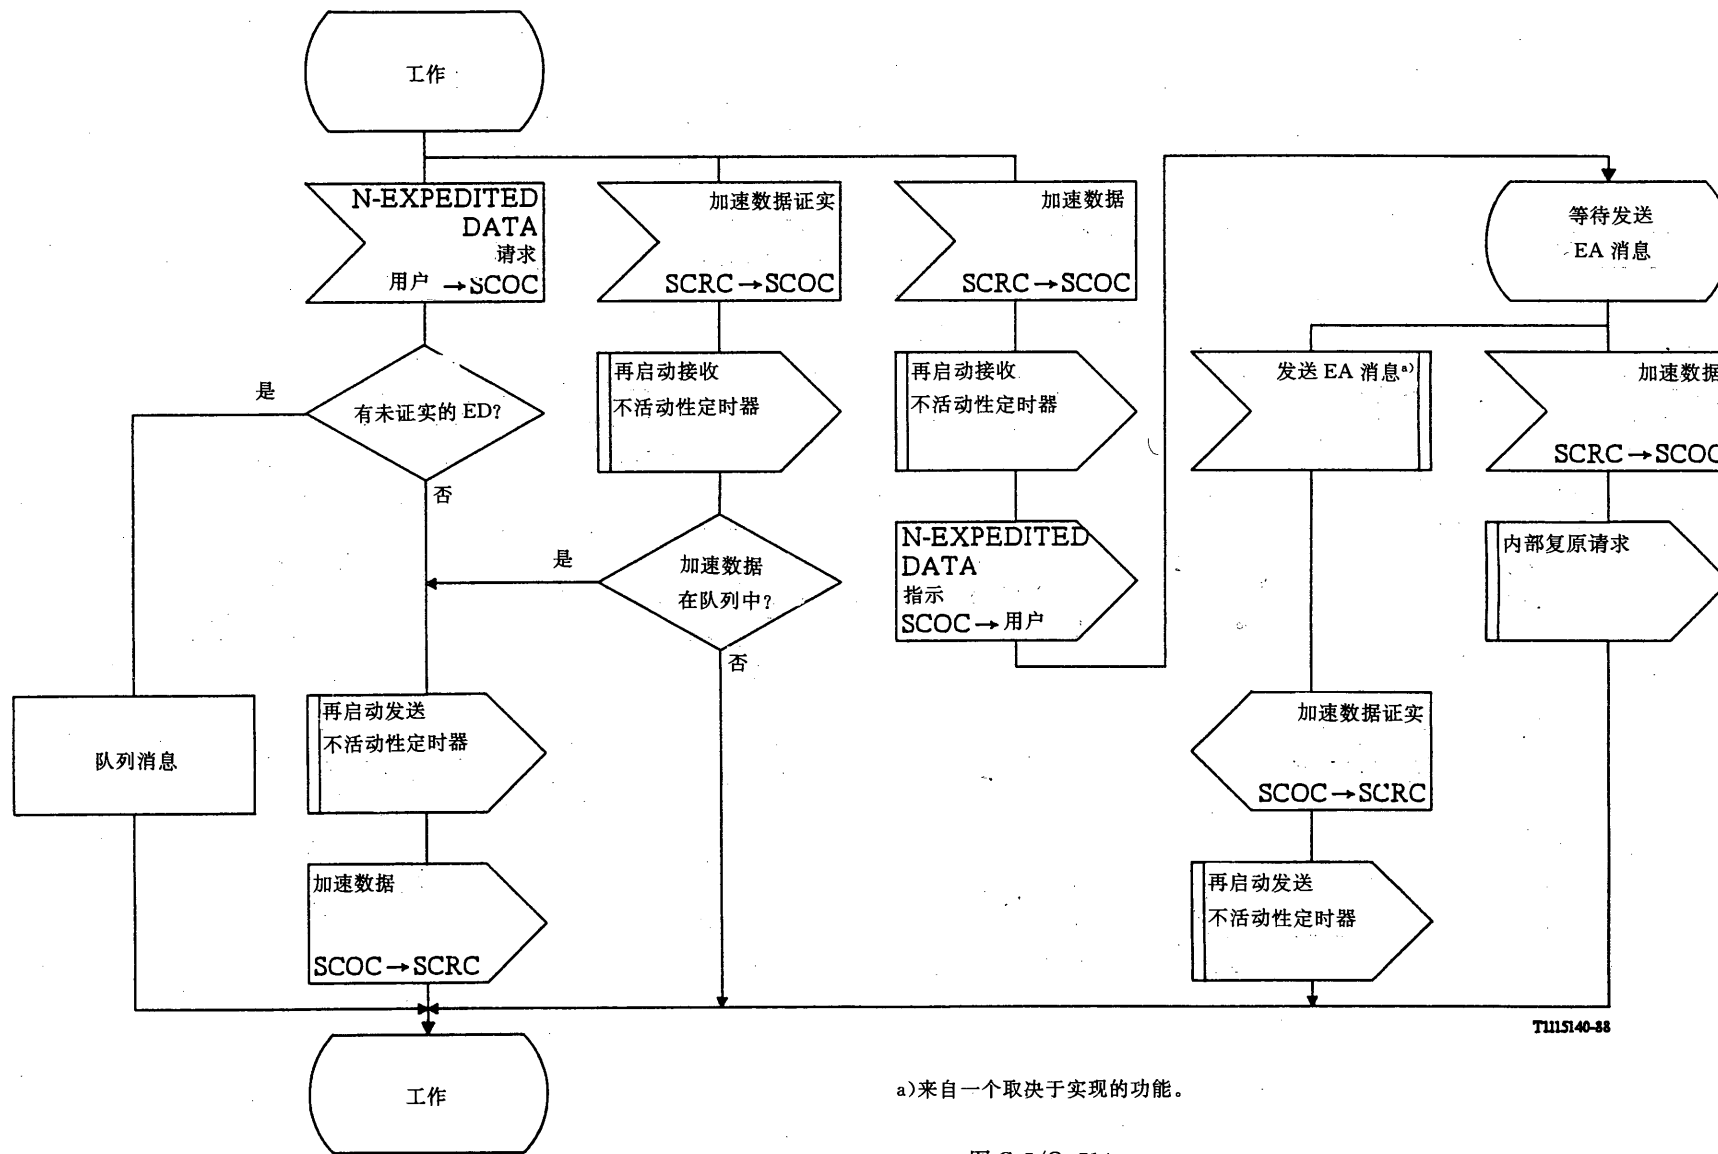 工作
N-EXPEDITED
DATA
请求
用户 →SCOC
加速数据证实
SCRC→SCOC
加速数据
SCRC→SCOC
等待发送
EA 消息
有未证实的 ED?
是
否
再启动接收
不活动性定时器
再启动接收
不活动性定时器
发送 EA 消息a)
加速数据
SCRC→SCOC
加速数据
在队列中?
是
否
N-EXPEDITED
DATA
指示
SCOC→用户
内部复原请求
队列消息
再启动发送
不活动性定时器
加速数据证实
SCOC→SCRC
加速数据
SCOC→SCRC
再启动发送
不活动性定时器
T1115140-88
工作
a)来自一个取决于实现的功能。